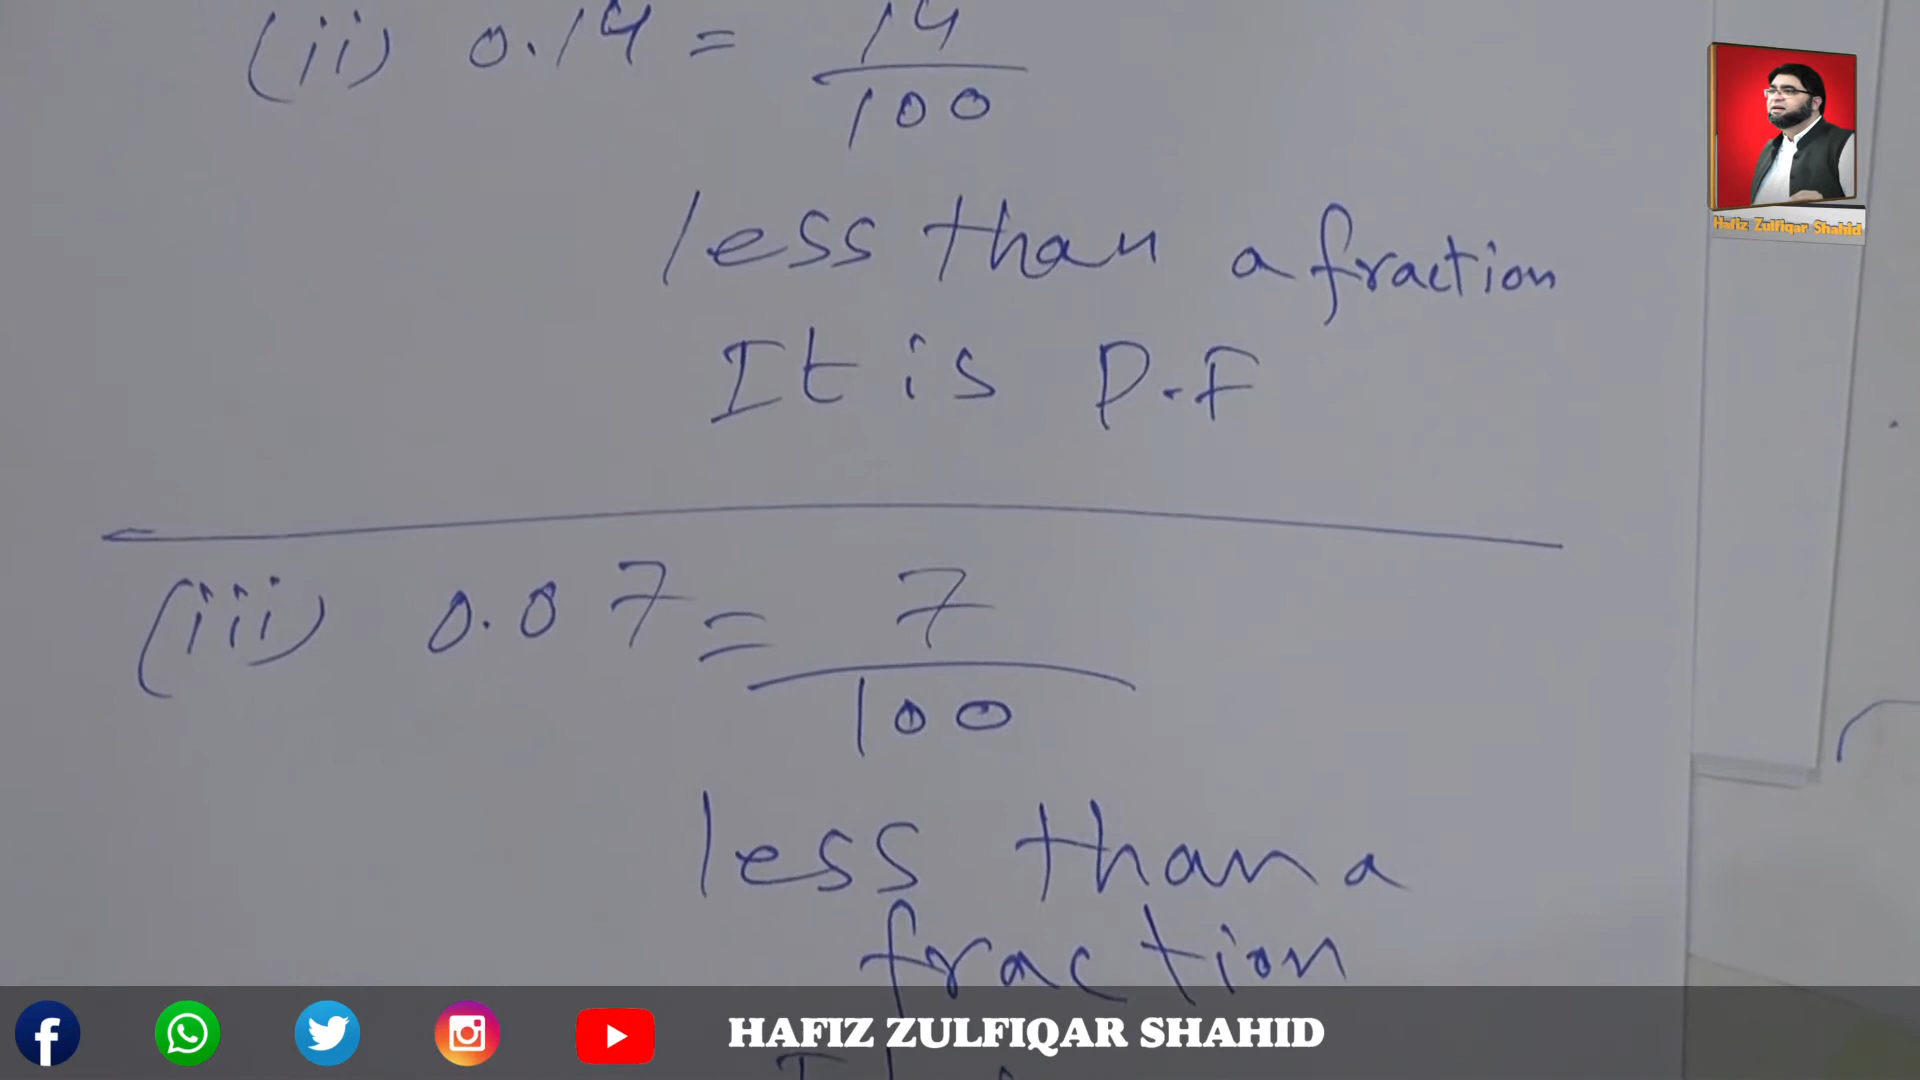 (ii) 0.14 = 14
100
less than a fraction
It is P.F
(iii) 0.07 = 7
100
less than a
fraction
Hafiz Zulfiqar Shahid
HAFIZ ZULFIQAR SHAHID